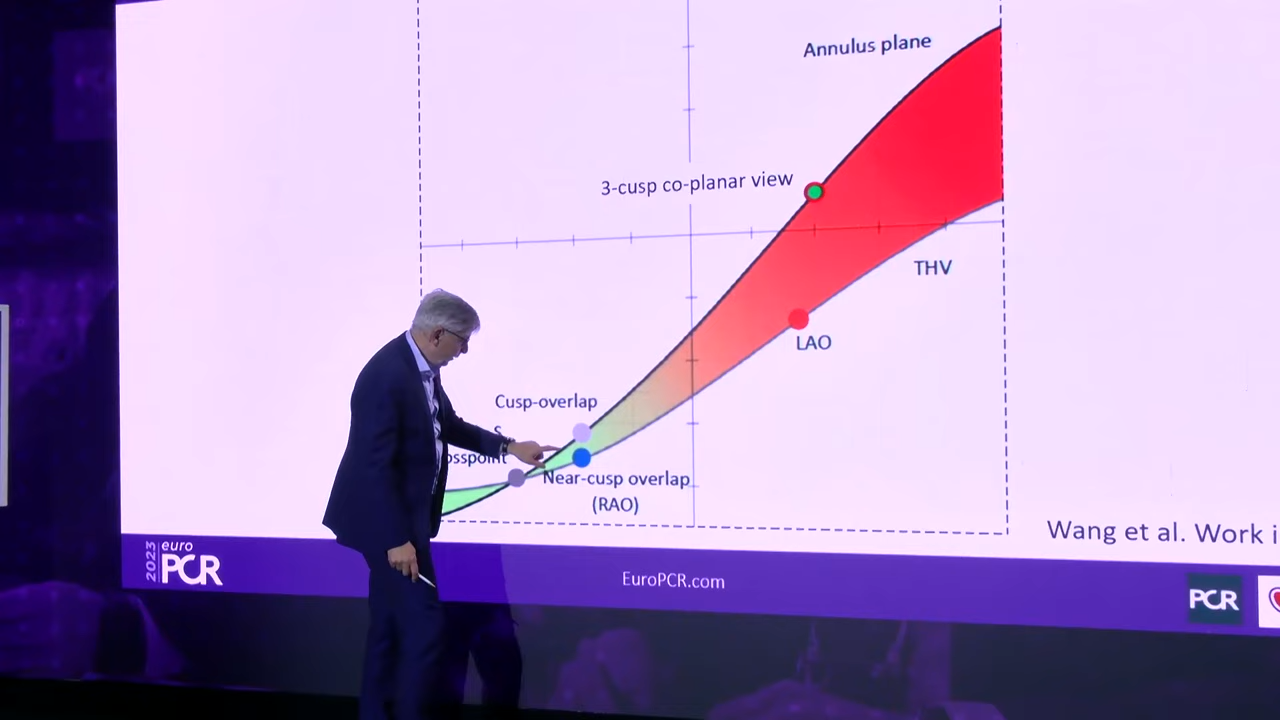 Annulus plane
3-cusp co-planar view
THV
LAO
Cusp-overlap
s
osspoint
Near-cusp overlap
(RAO)
Wang et al. Work i
2023
euro
PCR
EuroPCR.com
PCR